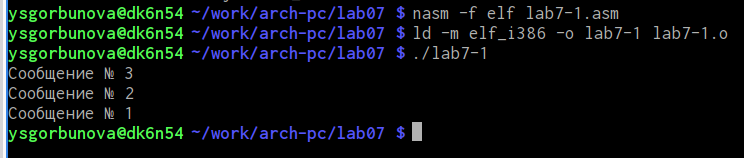 ysgorbunova@dk6n54 ~/work/arch-pc/lab07 $ nasm -f elf lab7-1.asm
ysgorbunova@dk6n54 ~/work/arch-pc/lab07 $ ld -m elf_i386 -o lab7-1 lab7-1.o
ysgorbunova@dk6n54 ~/work/arch-pc/lab07 $ ./lab7-1
Сообщение № 3
Сообщение № 2
Сообщение № 1
ysgorbunova@dk6n54 ~/work/arch-pc/lab07 $